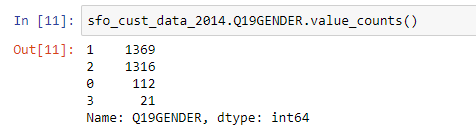 In [11]: sfo_cust_data_2014.Q19GENDER.value_counts()
Out[11]: 1    1369
2    1316
0     112
3      21
Name: Q19GENDER, dtype: int64